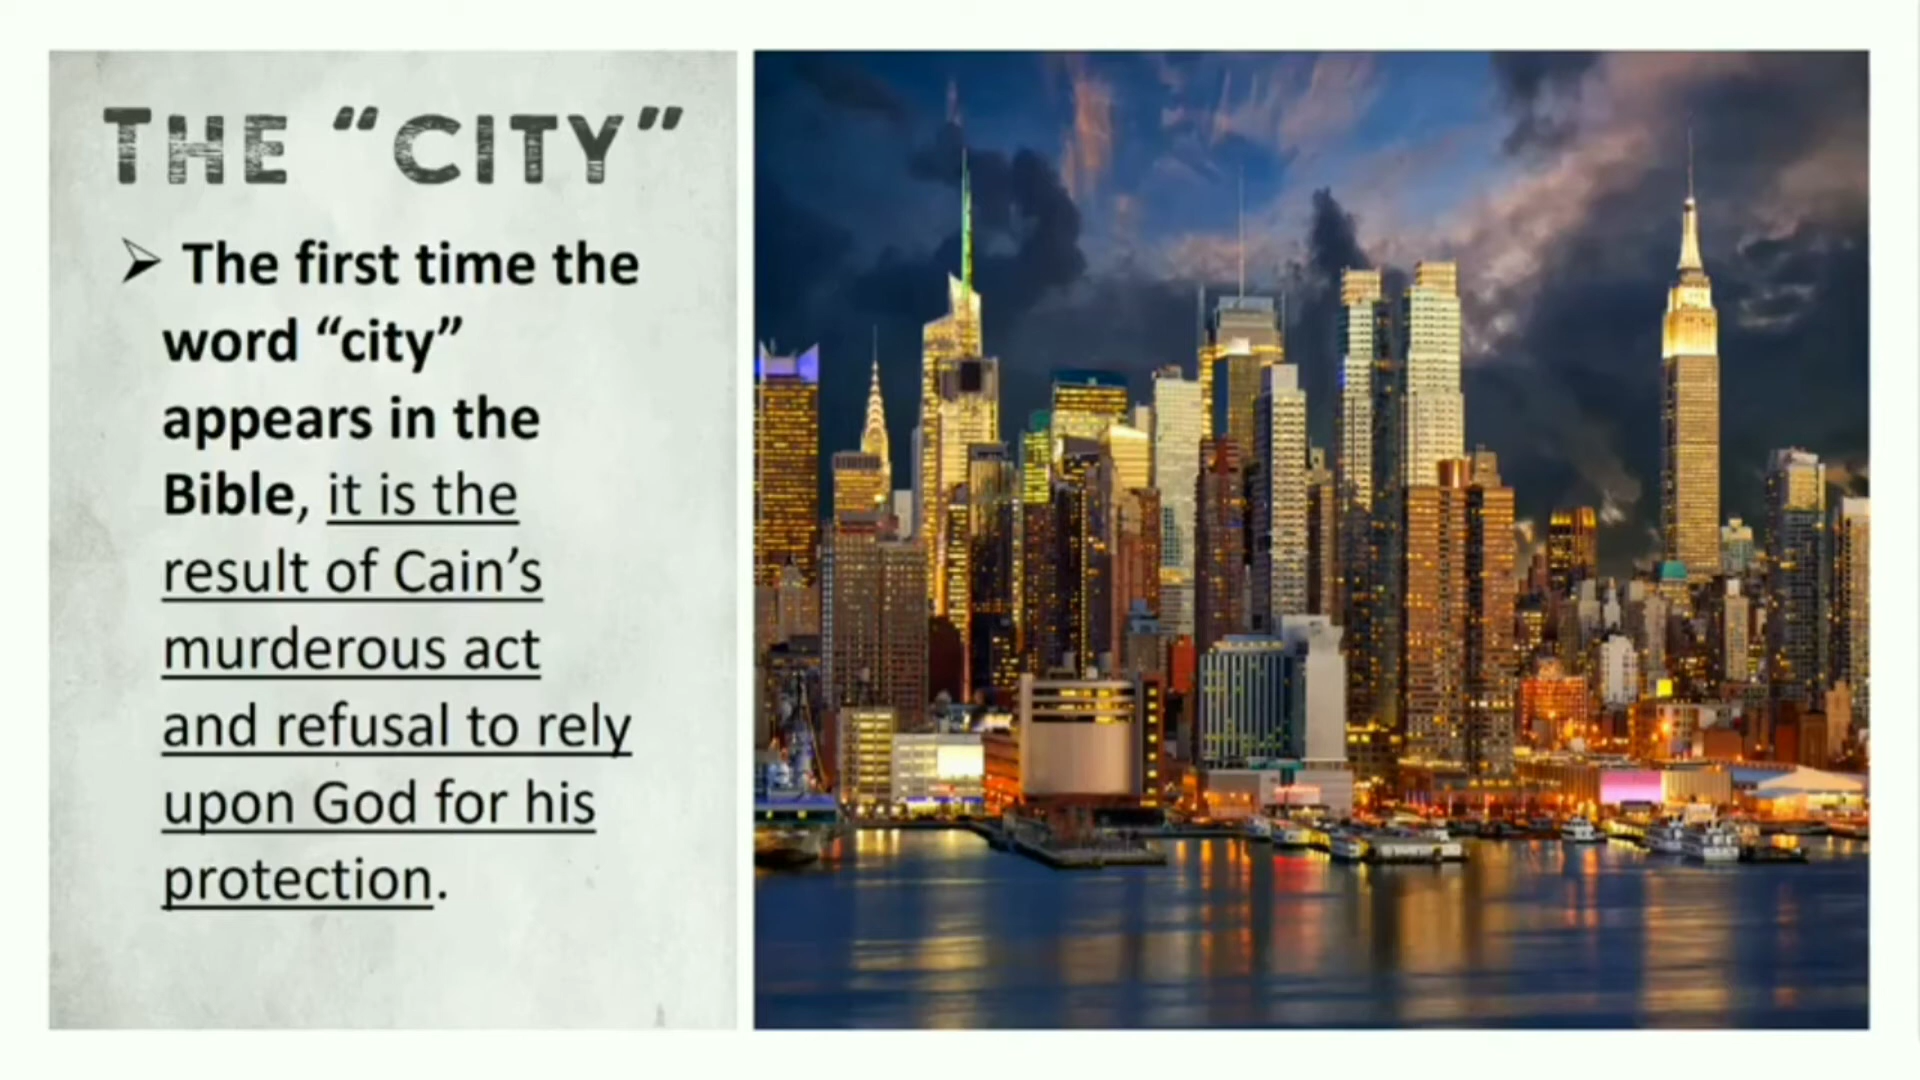 THE “CITY”
➢ The first time the
word “city”
appears in the
Bible, it is the
result of Cain’s
murderous act
and refusal to rely
upon God for his
protection.